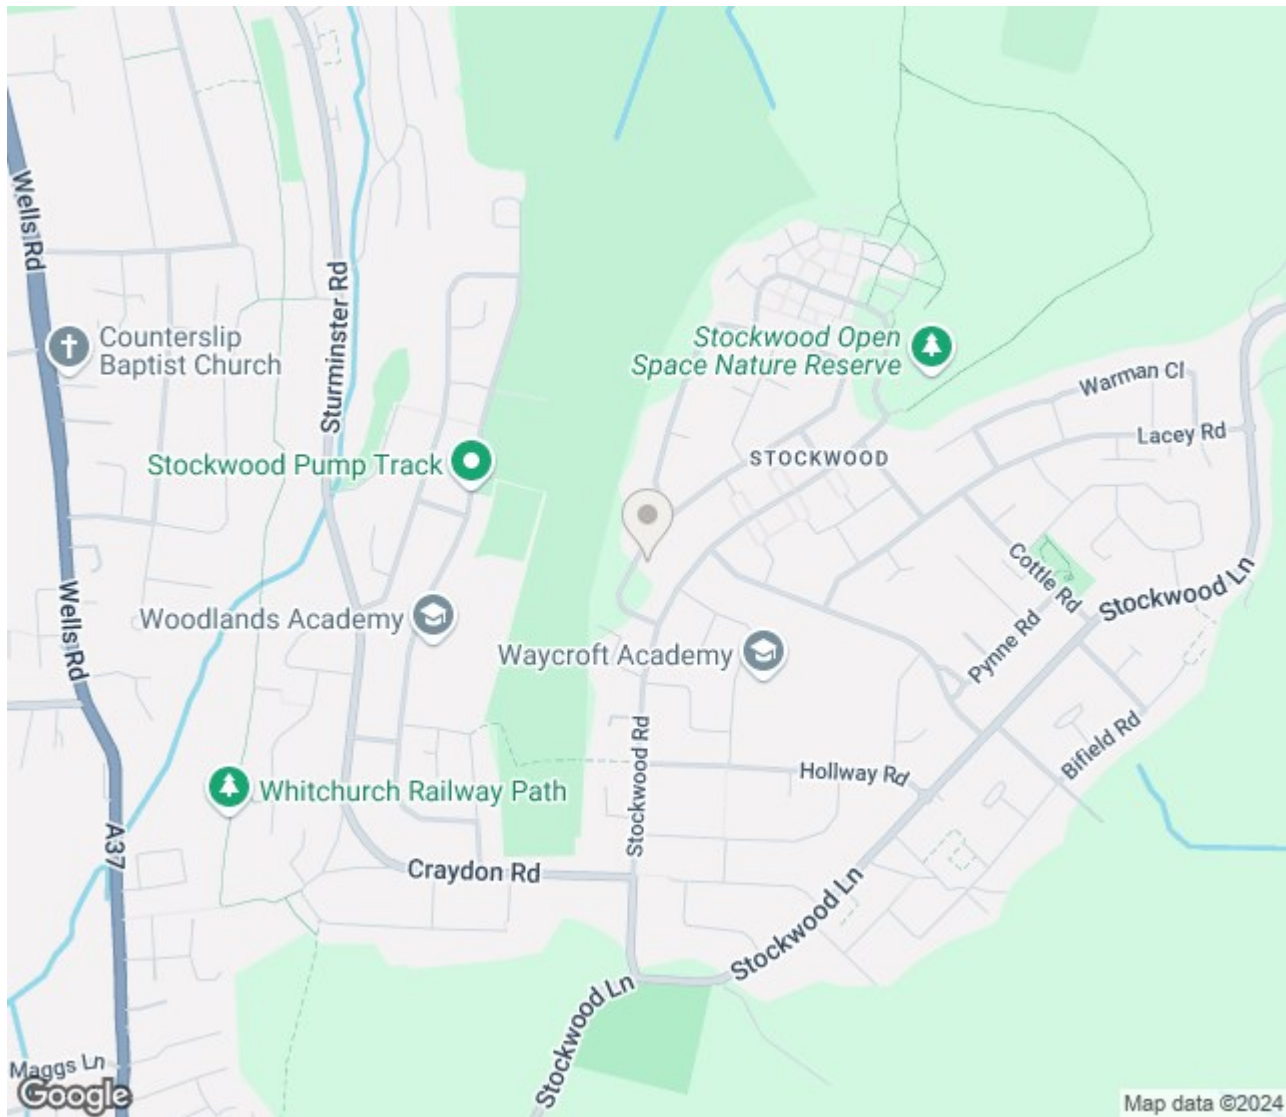 Wells Rd
Sturminster Rd
Counterslip
Baptist Church
Stockwood Open
Space Nature Reserve
Warman Cl
Lacey Rd
STOCKWOOD
Stockwood Pump Track
Cottle Rd
Stockwood Ln
Wells Rd
Woodlands Academy
Waycroft Academy
Pynne Rd
Stockwood Rd
Bifield Rd
Hollway Rd
Whitchurch Railway Path
A37
Craydon Rd
Stockwood Ln
Stockwood Ln
Maggs Ln
Google
Map data ©2024